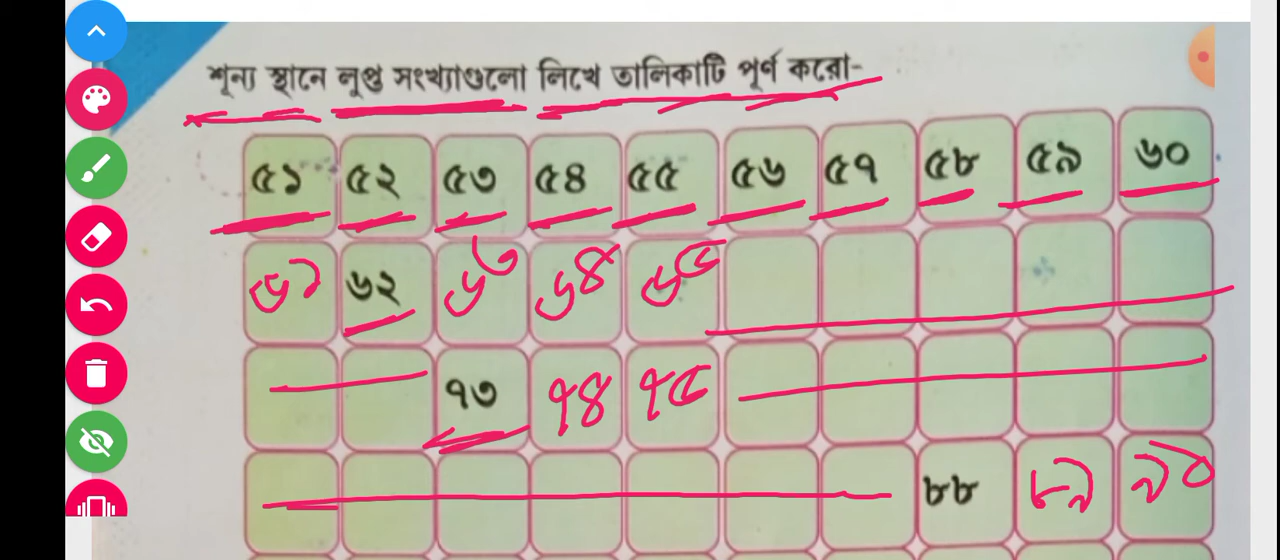 শূন্য স্থানে লুপ্ত সংখ্যাগুলো লিখে তালিকাটি পূর্ণ করো-
৫১ ৫২ ৫৩ ৫৪ ৫৫ ৫৬ ৫৭ ৫৮ ৫৯ ৬০
৬১ ৬২ ৬৩ ৬৪ ৬৫
৭৩ ৭৪ ৭৫
৮৮ ৮৯ ৯০